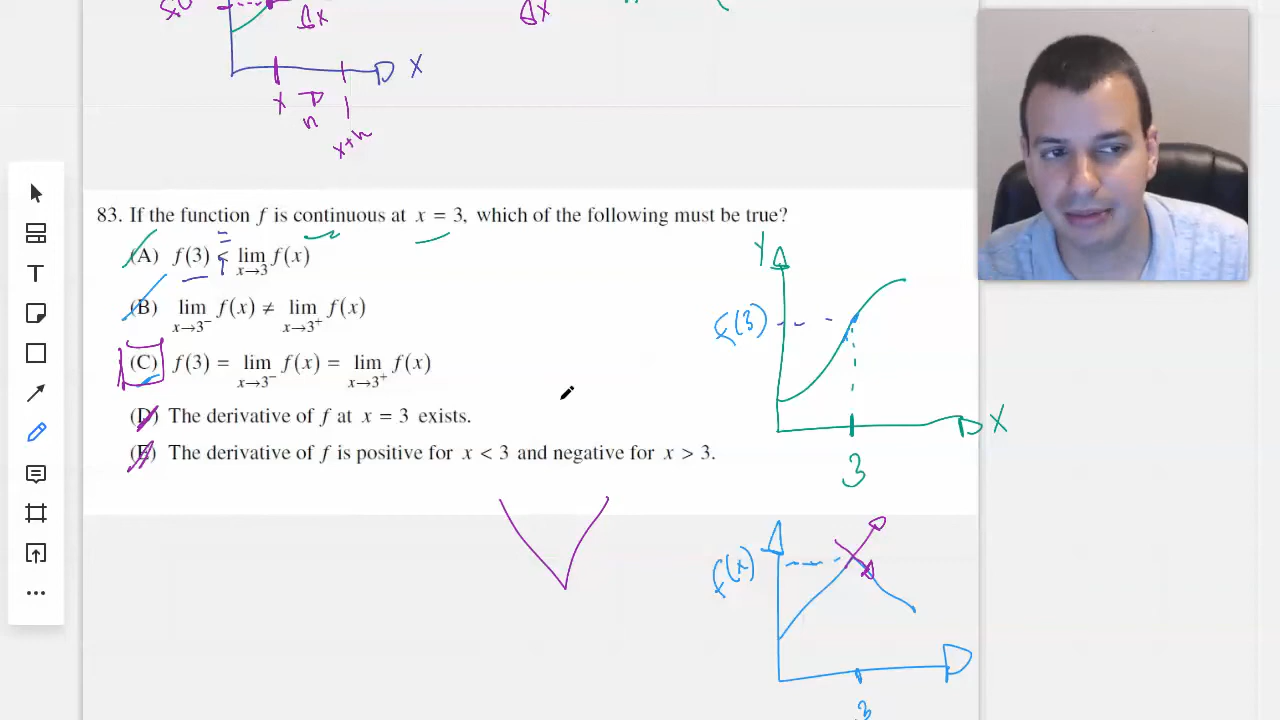 Δx
Δx
X
x
h
x+h
83. If the function f is continuous at x = 3, which of the following must be true?
(A) f(3) < lim x→3 f(x)
=
(B) lim x→3⁻ f(x) ≠ lim x→3⁺ f(x)
(C) f(3) = lim x→3⁻ f(x) = lim x→3⁺ f(x)
(D) The derivative of f at x = 3 exists.
(E) The derivative of f is positive for x < 3 and negative for x > 3.
Y
f(3)
X
3
f(x)
3
T